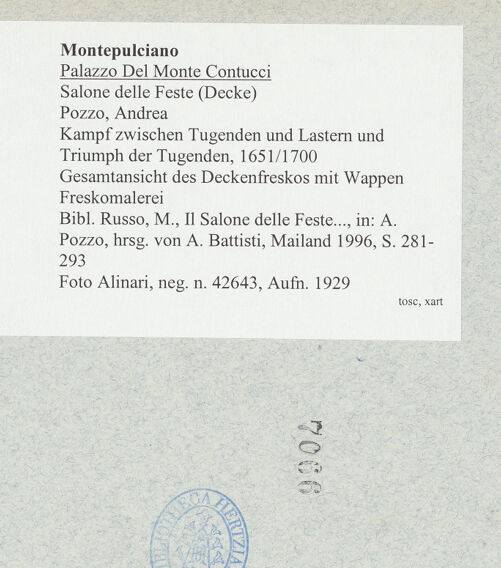 Montepulciano
Palazzo Del Monte Contucci
Salone delle Feste (Decke)
Pozzo, Andrea
Kampf zwischen Tugenden und Lastern und
Triumph der Tugenden, 1651/1700
Gesamtansicht des Deckenfreskos mit Wappen
Freskomalerei
Bibl. Russo, M., Il Salone delle Feste..., in: A.
Pozzo, hrsg. von A. Battisti, Mailand 1996, S. 281-
293
Foto Alinari, neg. n. 42643, Aufn. 1929
tosc, xart
7066
BIBLIOTHECA HERTZIA